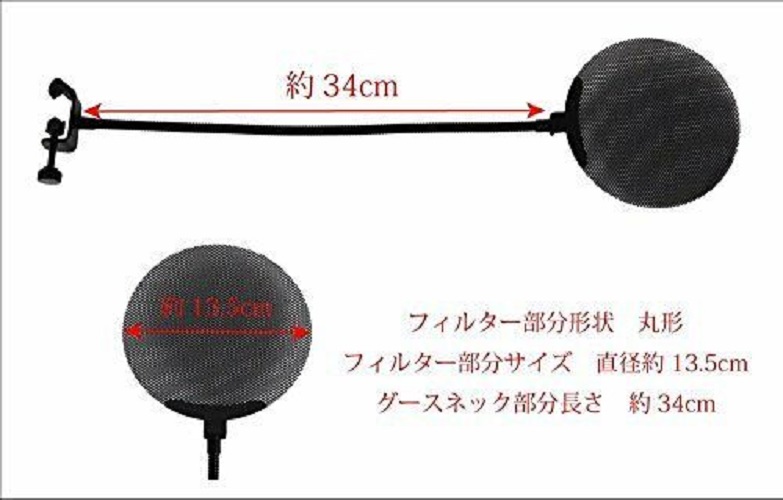 約 34cm
約 13.5cm
フィルター部分形状 丸形
フィルター部分サイズ 直径約 13.5cm
グースネック部分長さ 約 34cm